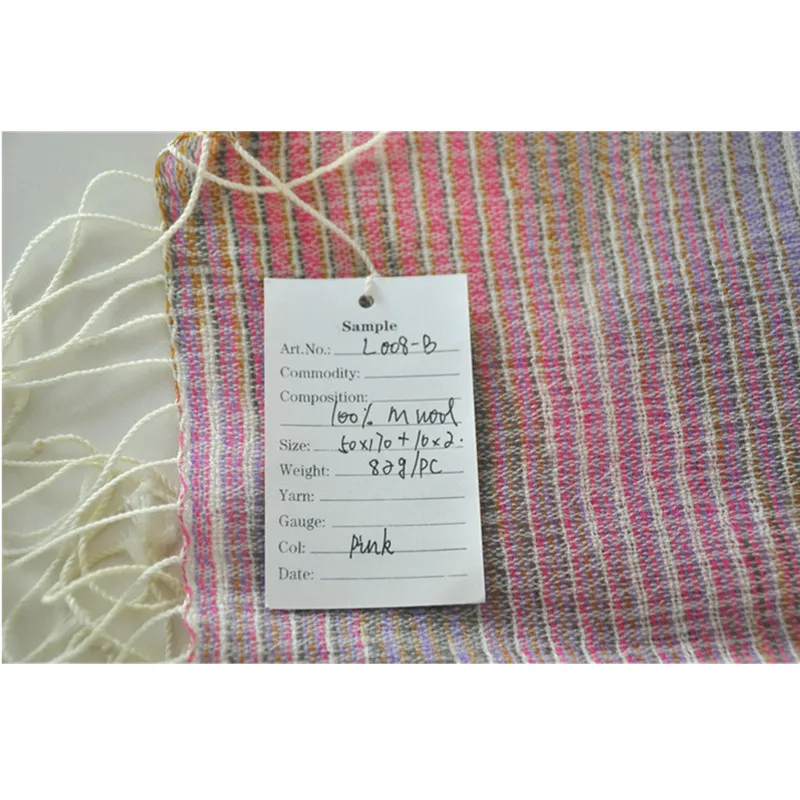 Sample
Art.No.: L008-B
Commodity:
Composition:
100% M wool
Size: 50x170+10x2.
Weight: 82g/PC
Yarn:
Gauge:
Col: Pink
Date: